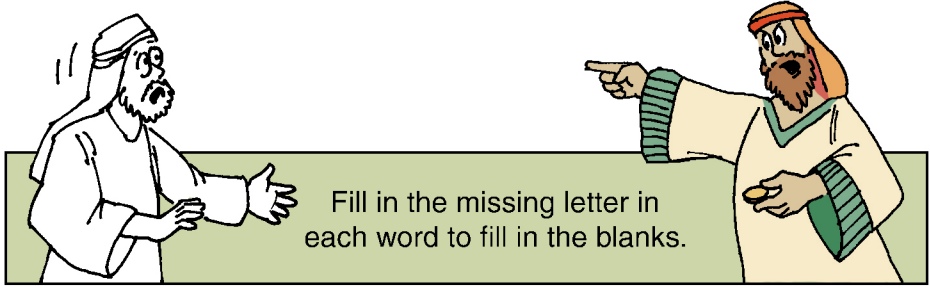 Fill in the missing letter in
each word to fill in the blanks.